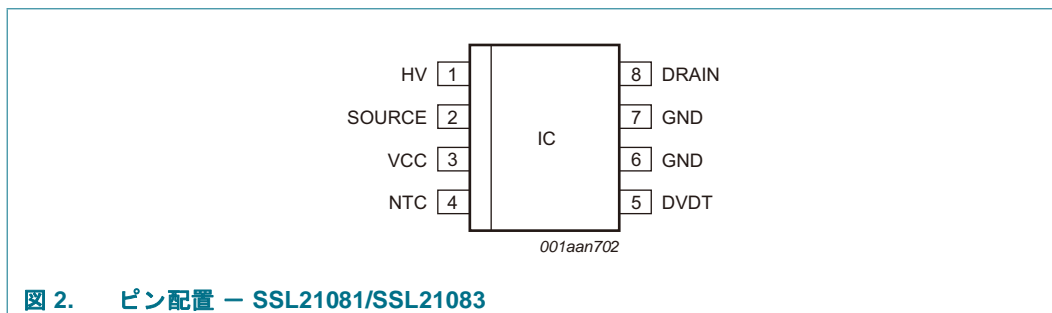 HV 1 8 DRAIN
SOURCE 2 7 GND
IC
VCC 3 6 GND
NTC 4 5 DVDT
001aan702
図 2. ピン配置 － SSL21081/SSL21083